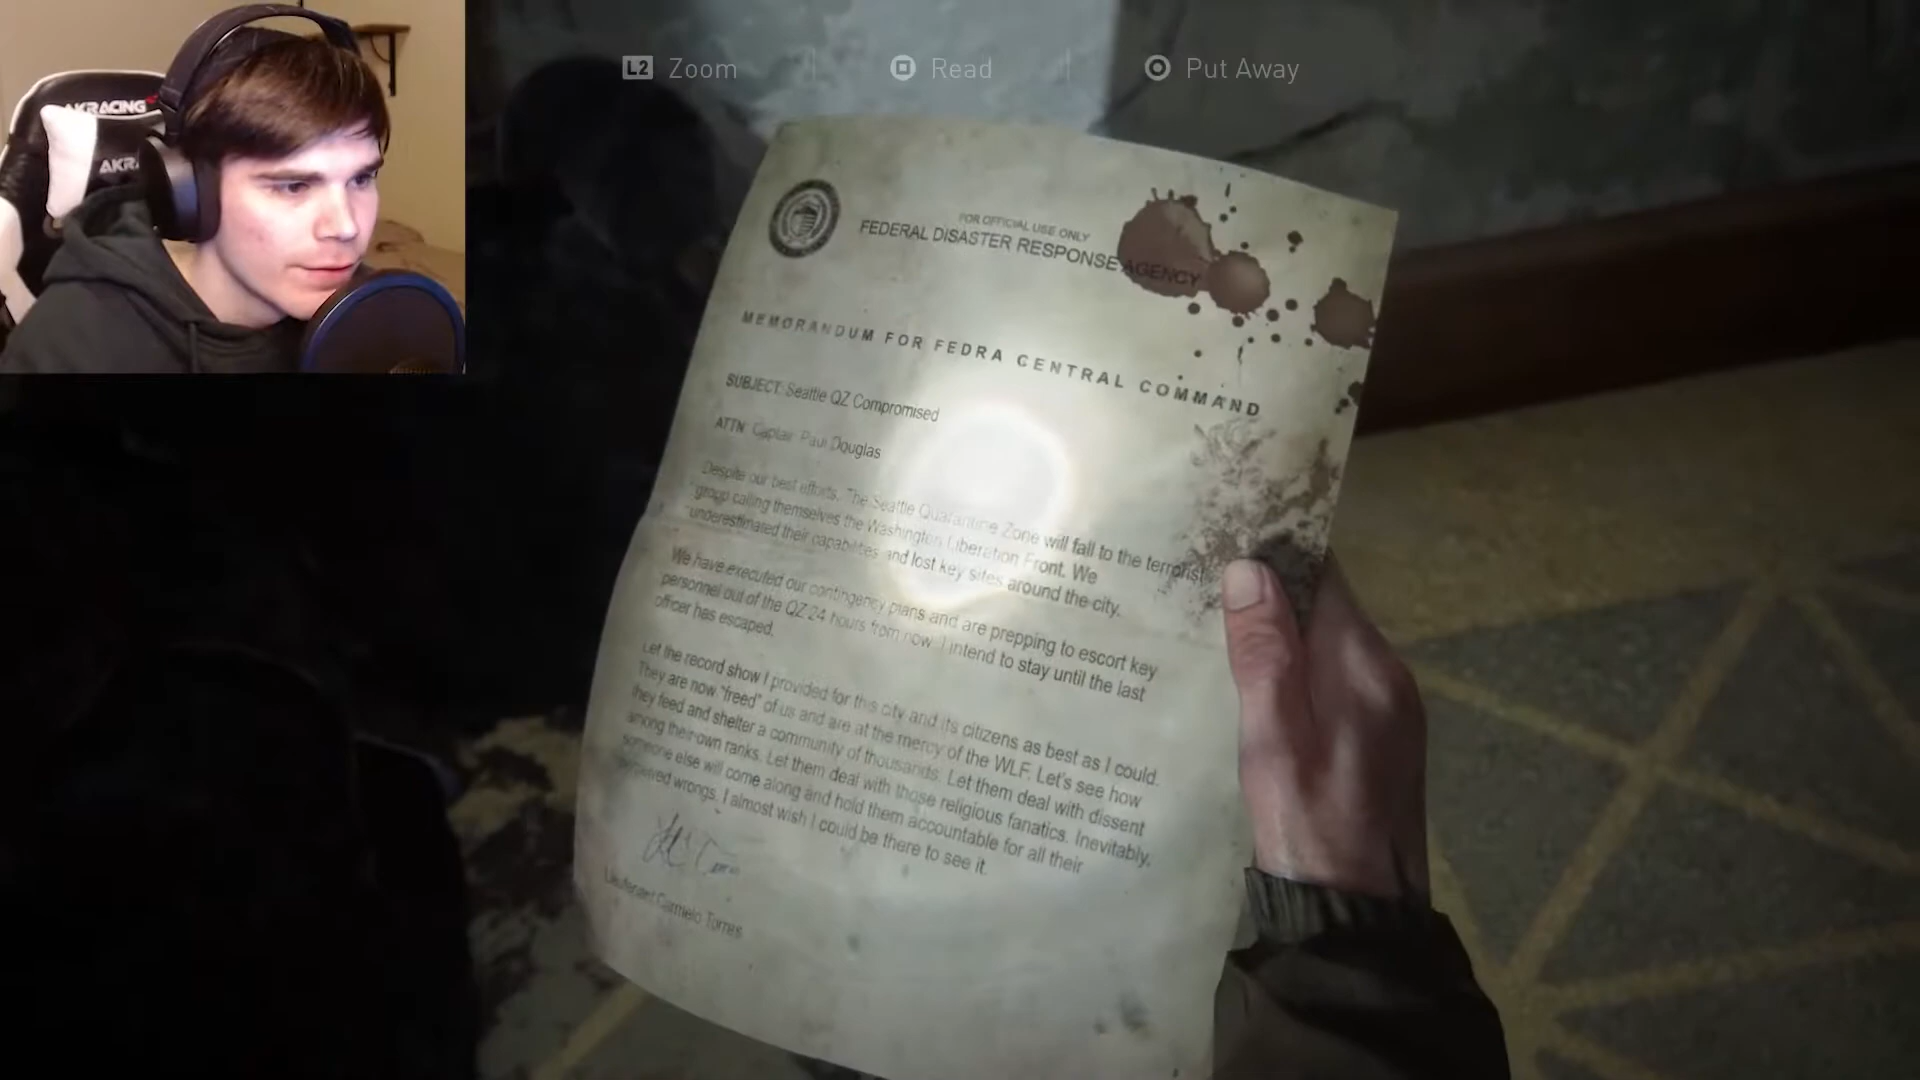 AKRACING
AKR
L2 Zoom | Read | Put Away
FOR OFFICIAL USE ONLY
FEDERAL DISASTER RESPONSE AGENCY
MEMORANDUM FOR FEDRA CENTRAL COMMAND
SUBJECT: Seattle QZ Compromised
ATTN: Captain Paul Douglas
Despite our best efforts, The Seattle Quarantine Zone will fall to the terrorist
group calling themselves the Washington Liberation Front. We
underestimated their capabilities and lost key sites around the city.
We have executed our contingency plans and are prepping to escort key
personnel out of the QZ 24 hours from now. I intend to stay until the last
officer has escaped.
Let the record show I provided for this city and its citizens as best as I could.
They are now "freed" of us and are at the mercy of the WLF. Let's see how
they feed and shelter a community of thousands. Let them deal with dissent
among their own ranks. Let them deal with those religious fanatics. Inevitably,
someone else will come along and hold them accountable for all their
perceived wrongs. I almost wish I could be there to see it.
Lieutenant Carmelo Torres